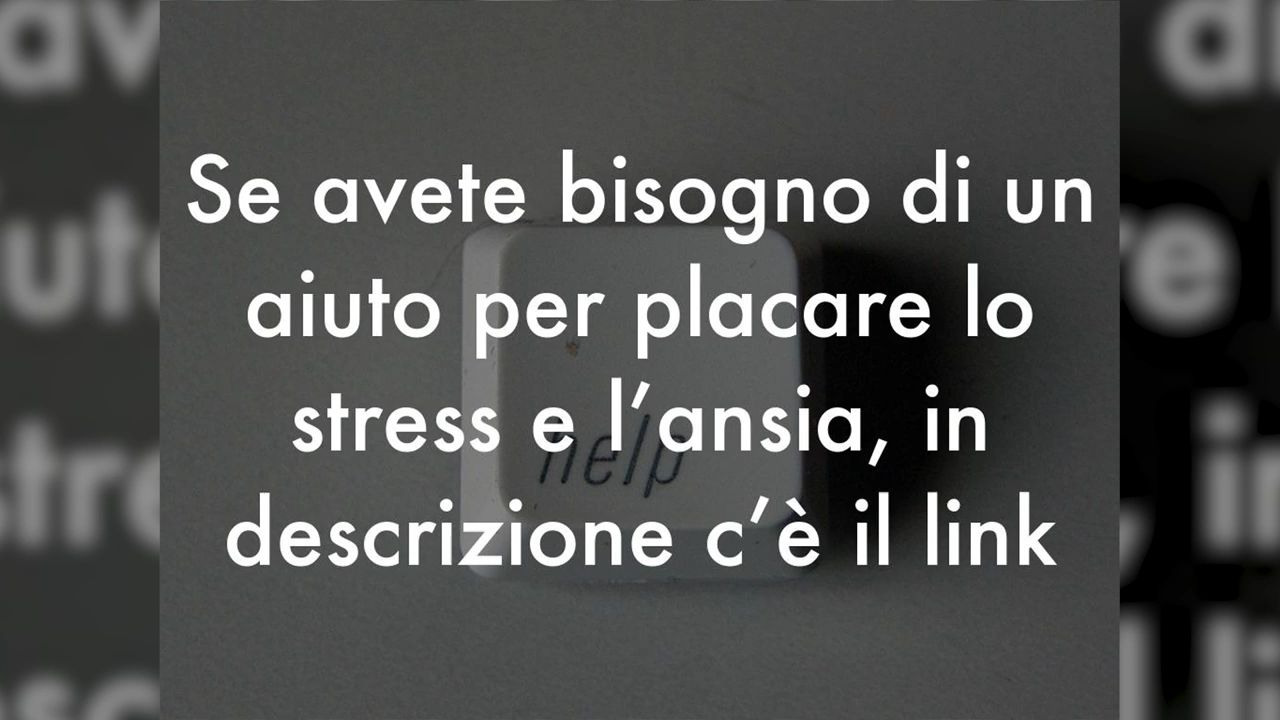 Se avete bisogno di un
aiuto per placare lo
stress e l’ansia, in
descrizione c’è il link
help